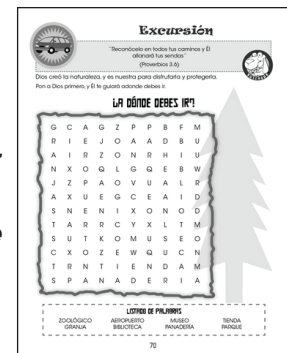 Excursión
"Reconócelo en todos tus caminos y Él
allanará tus sendas"
(Proverbios 3.6)
Dios creó la naturaleza, y es nuestra para disfrutarla y protegerla.
Pon a Dios primero, y Él te guiará adonde debes ir.
¡A DÓNDE DEBES IR!
G C A G Z P P B F M
R I E J O A A D B U
A I R Z O N R H I U
N X O Q L G Q E B W
J Z P A O V U A L R
A X U E G C E A I D
S N E N I X O N O D
T A R R C Y X L T M
S U T K O M U S E O
C X O Z E W Q U C N
T R N T I E N D A M
S P A N A D E R I A
LISTADO DE PALABRAS
ZOOLÓGICO AEROPUERTO MUSEO TIENDA
GRANJA BIBLIOTECA PANADERÍA PARQUE
70